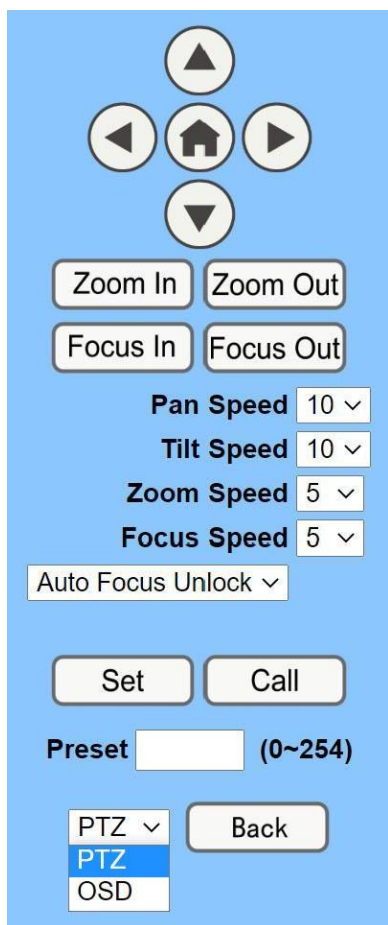 Zoom In Zoom Out
Focus In Focus Out
Pan Speed 10
Tilt Speed 10
Zoom Speed 5
Focus Speed 5
Auto Focus Unlock
Set Call
Preset (0~254)
PTZ Back
PTZ
OSD